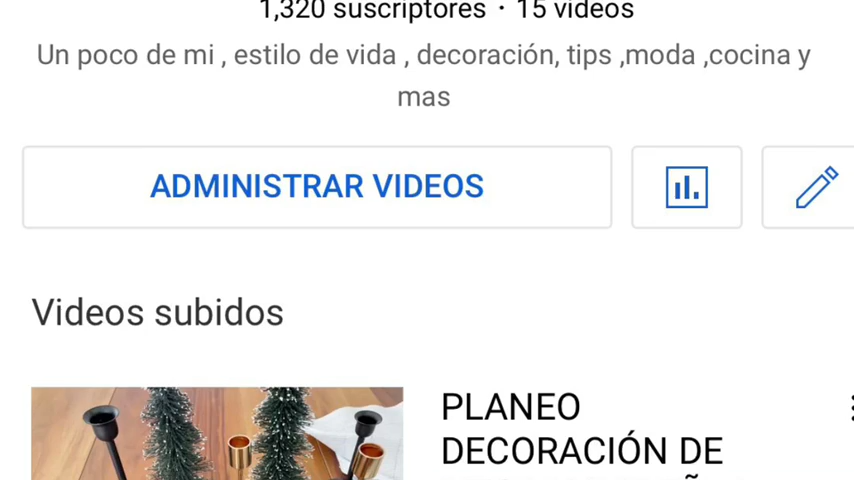 1,320 suscriptores · 15 videos
Un poco de mi , estilo de vida , decoración, tips ,moda ,cocina y
mas
ADMINISTRAR VIDEOS
Videos subidos
PLANEO
DECORACIÓN DE